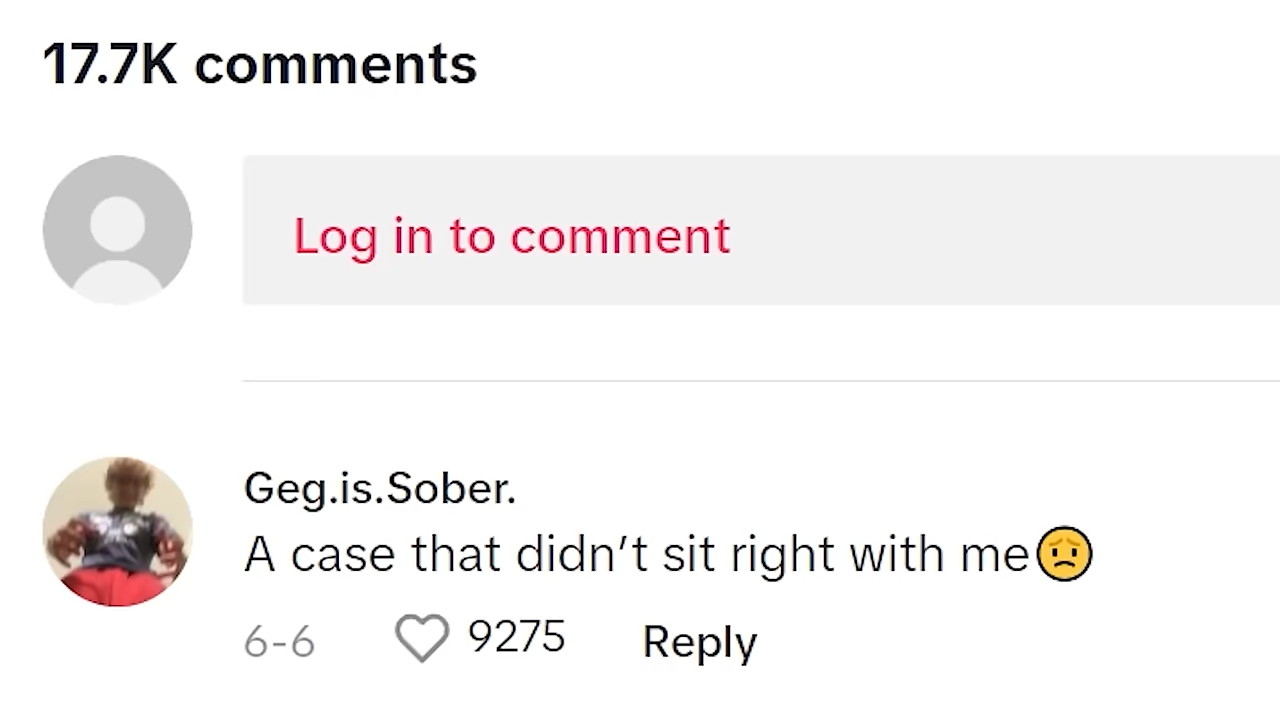 17.7K comments
Log in to comment
Geg.is.Sober.
A case that didn't sit right with me😟
6-6 9275 Reply